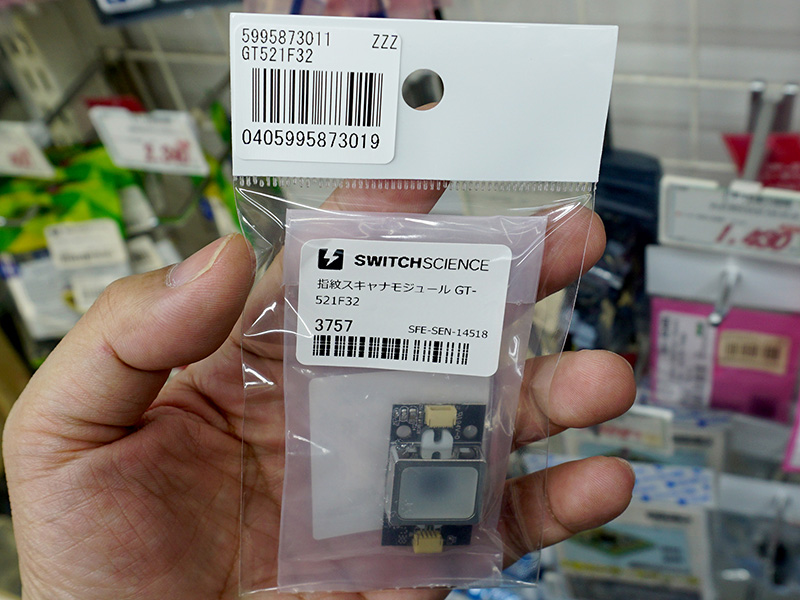 5995873011 ZZZ
GT521F32
0405995873019
SWITCHSCIENCE
指紋スキャナモジュール GT-
521F32
3757 SFE-SEN-14518